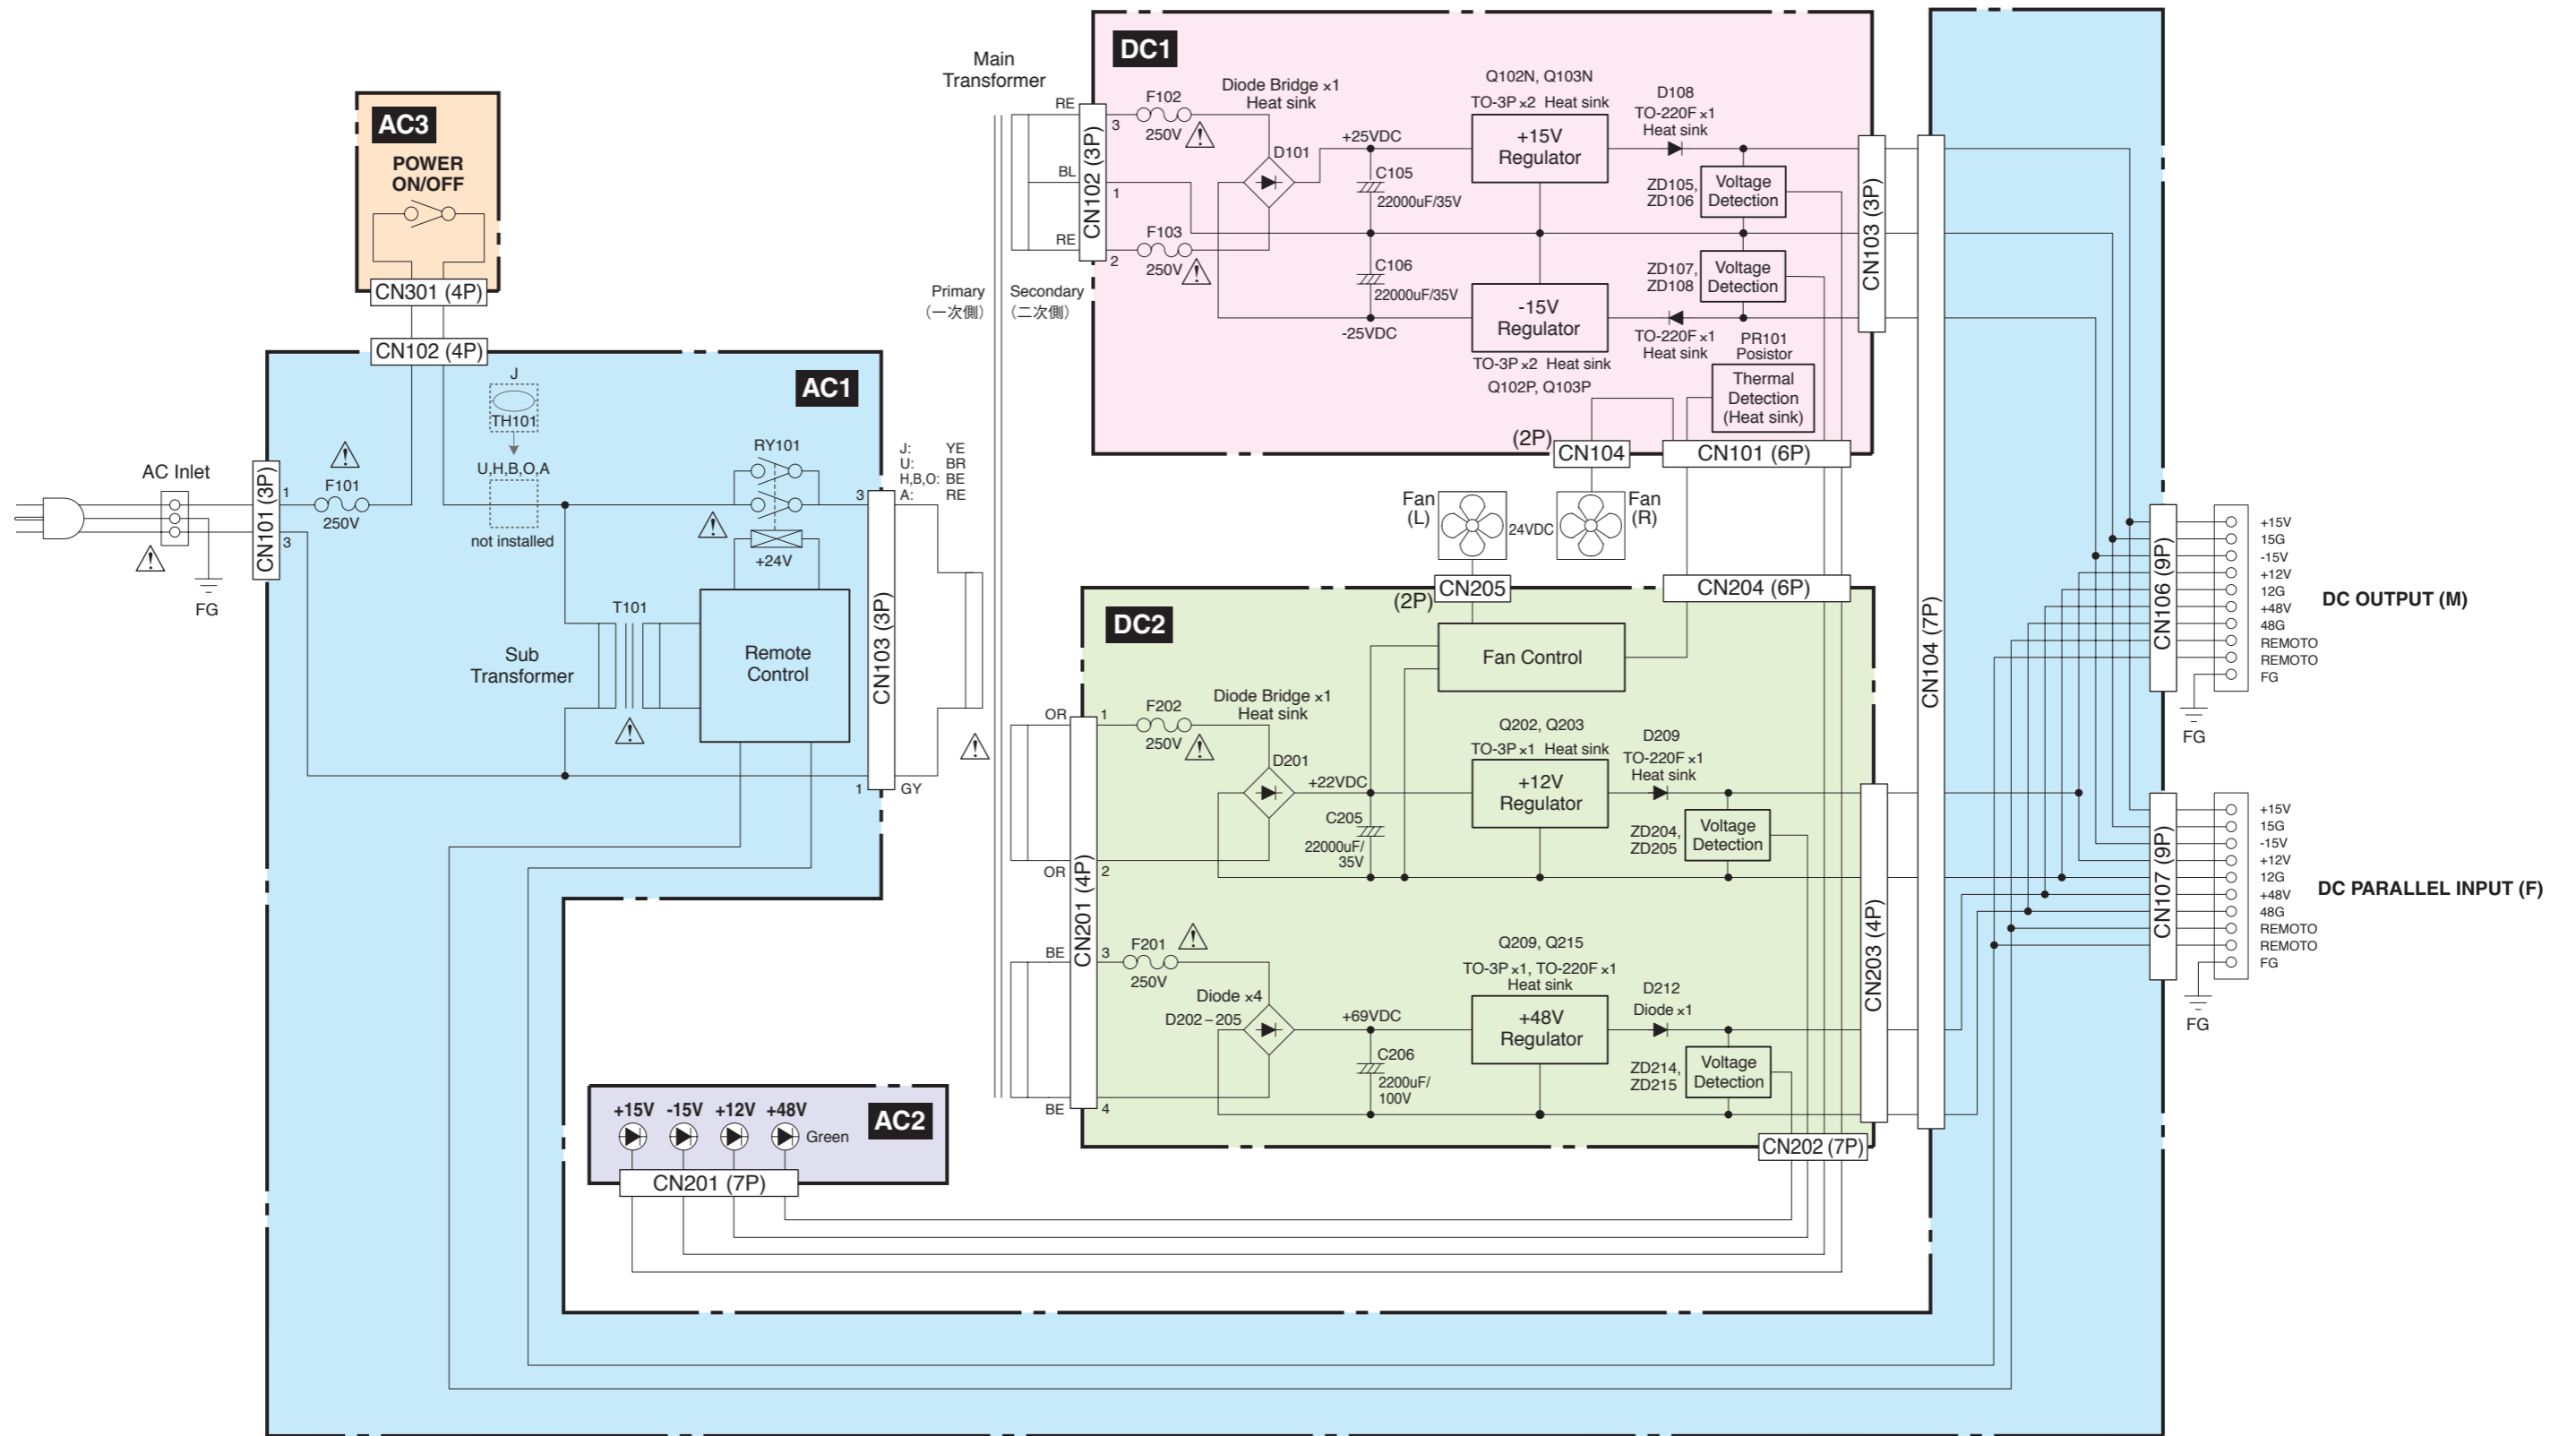 AC3
POWER
ON/OFF
CN301 (4P)
CN102 (4P)
AC1
J
TH101
U,H,B,O,A
not installed
RY101
+24V
AC Inlet
FG
CN101 (3P)
1
3
F101
250V
T101
Sub
Transformer
Remote
Control
CN103 (3P)
3
1
J: YE
U: BR
H,B,O: BE
A: RE
GY
Main
Transformer
Primary
（一次側）
Secondary
（二次側）
DC1
RE
BL
RE
CN102 (3P)
3
1
2
F102
250V
F103
250V
Diode Bridge ×1
Heat sink
D101
+25VDC
C105
22000uF/35V
C106
22000uF/35V
-25VDC
Q102N, Q103N
TO-3P ×2 Heat sink
+15V
Regulator
-15V
Regulator
TO-3P ×2 Heat sink
Q102P, Q103P
D108
TO-220F ×1
Heat sink
ZD105,
ZD106
Voltage
Detection
ZD107,
ZD108
Voltage
Detection
TO-220F ×1
Heat sink
PR101
Posistor
Thermal
Detection
(Heat sink)
CN103 (3P)
(2P)
CN104
CN101 (6P)
Fan
(L)
24VDC
Fan
(R)
CN205
(2P)
CN204 (6P)
DC2
Fan Control
OR
OR
BE
BE
CN201 (4P)
1
2
3
4
F202
250V
Diode Bridge ×1
Heat sink
D201
+22VDC
C205
22000uF/
35V
Q202, Q203
TO-3P ×1 Heat sink
+12V
Regulator
D209
TO-220F ×1
Heat sink
ZD204,
ZD205
Voltage
Detection
F201
250V
Diode ×4
D202–205
+69VDC
C206
2200uF/
100V
Q209, Q215
TO-3P ×1, TO-220F ×1
Heat sink
+48V
Regulator
D212
Diode ×1
ZD214,
ZD215
Voltage
Detection
CN203 (4P)
CN202 (7P)
CN104 (7P)
+15V -15V +12V +48V
Green
AC2
CN201 (7P)
CN106 (9P)
+15V
15G
-15V
+12V
12G
+48V
48G
REMOTO
REMOTO
FG
FG
DC OUTPUT (M)
CN107 (9P)
+15V
15G
-15V
+12V
12G
+48V
48G
REMOTO
REMOTO
FG
FG
DC PARALLEL INPUT (F)